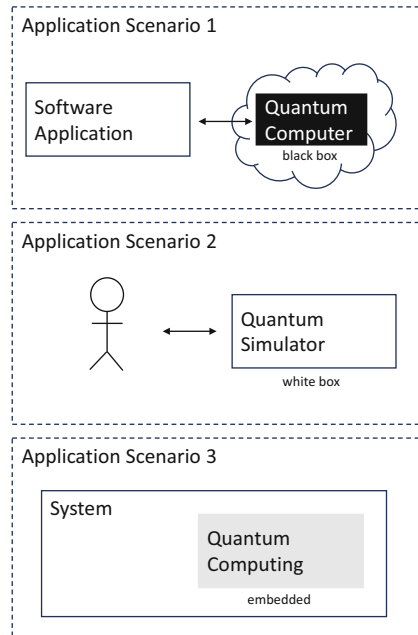 Application Scenario 1
Software
Application
Quantum
Computer
black box
Application Scenario 2
Quantum
Simulator
white box
Application Scenario 3
System
Quantum
Computing
embedded